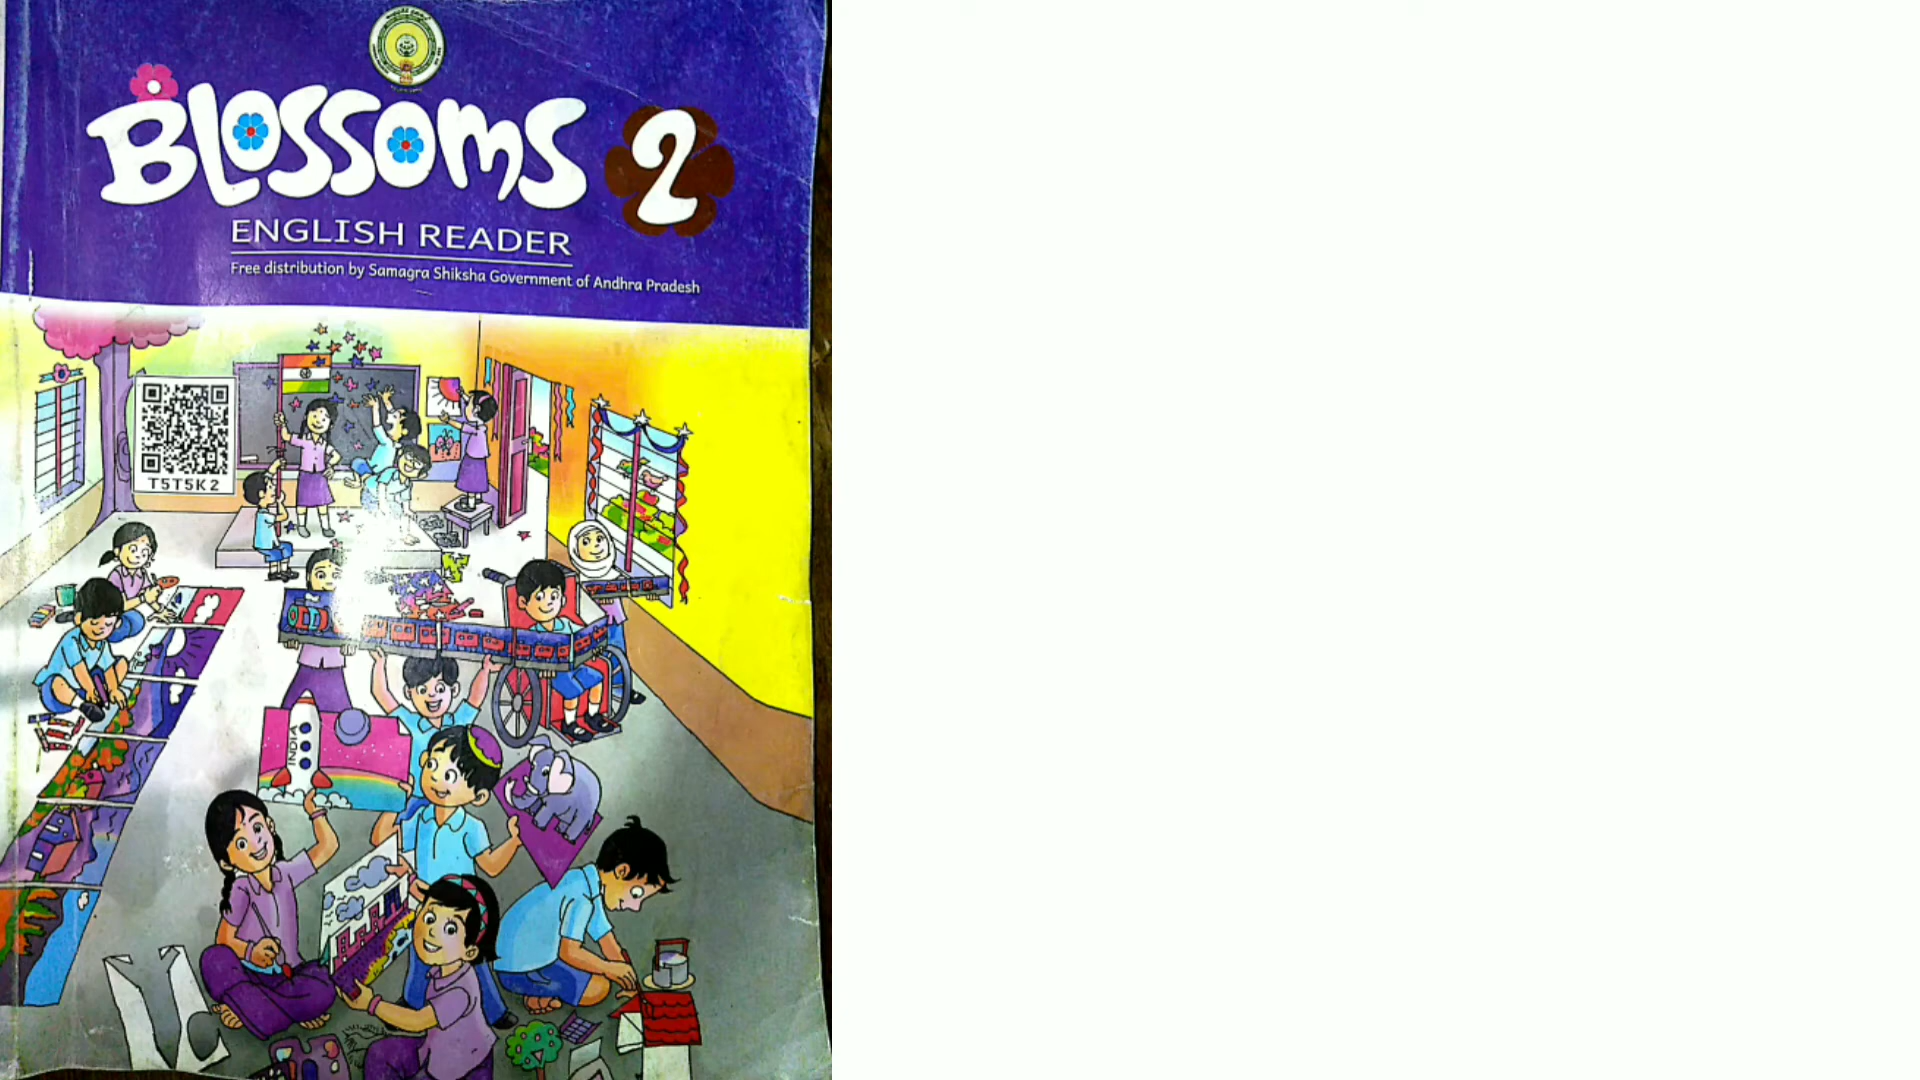 BLOSSOMS 2
ENGLISH READER
Free distribution by Samagra Shiksha Government of Andhra Pradesh
T5T5K2
INDIA